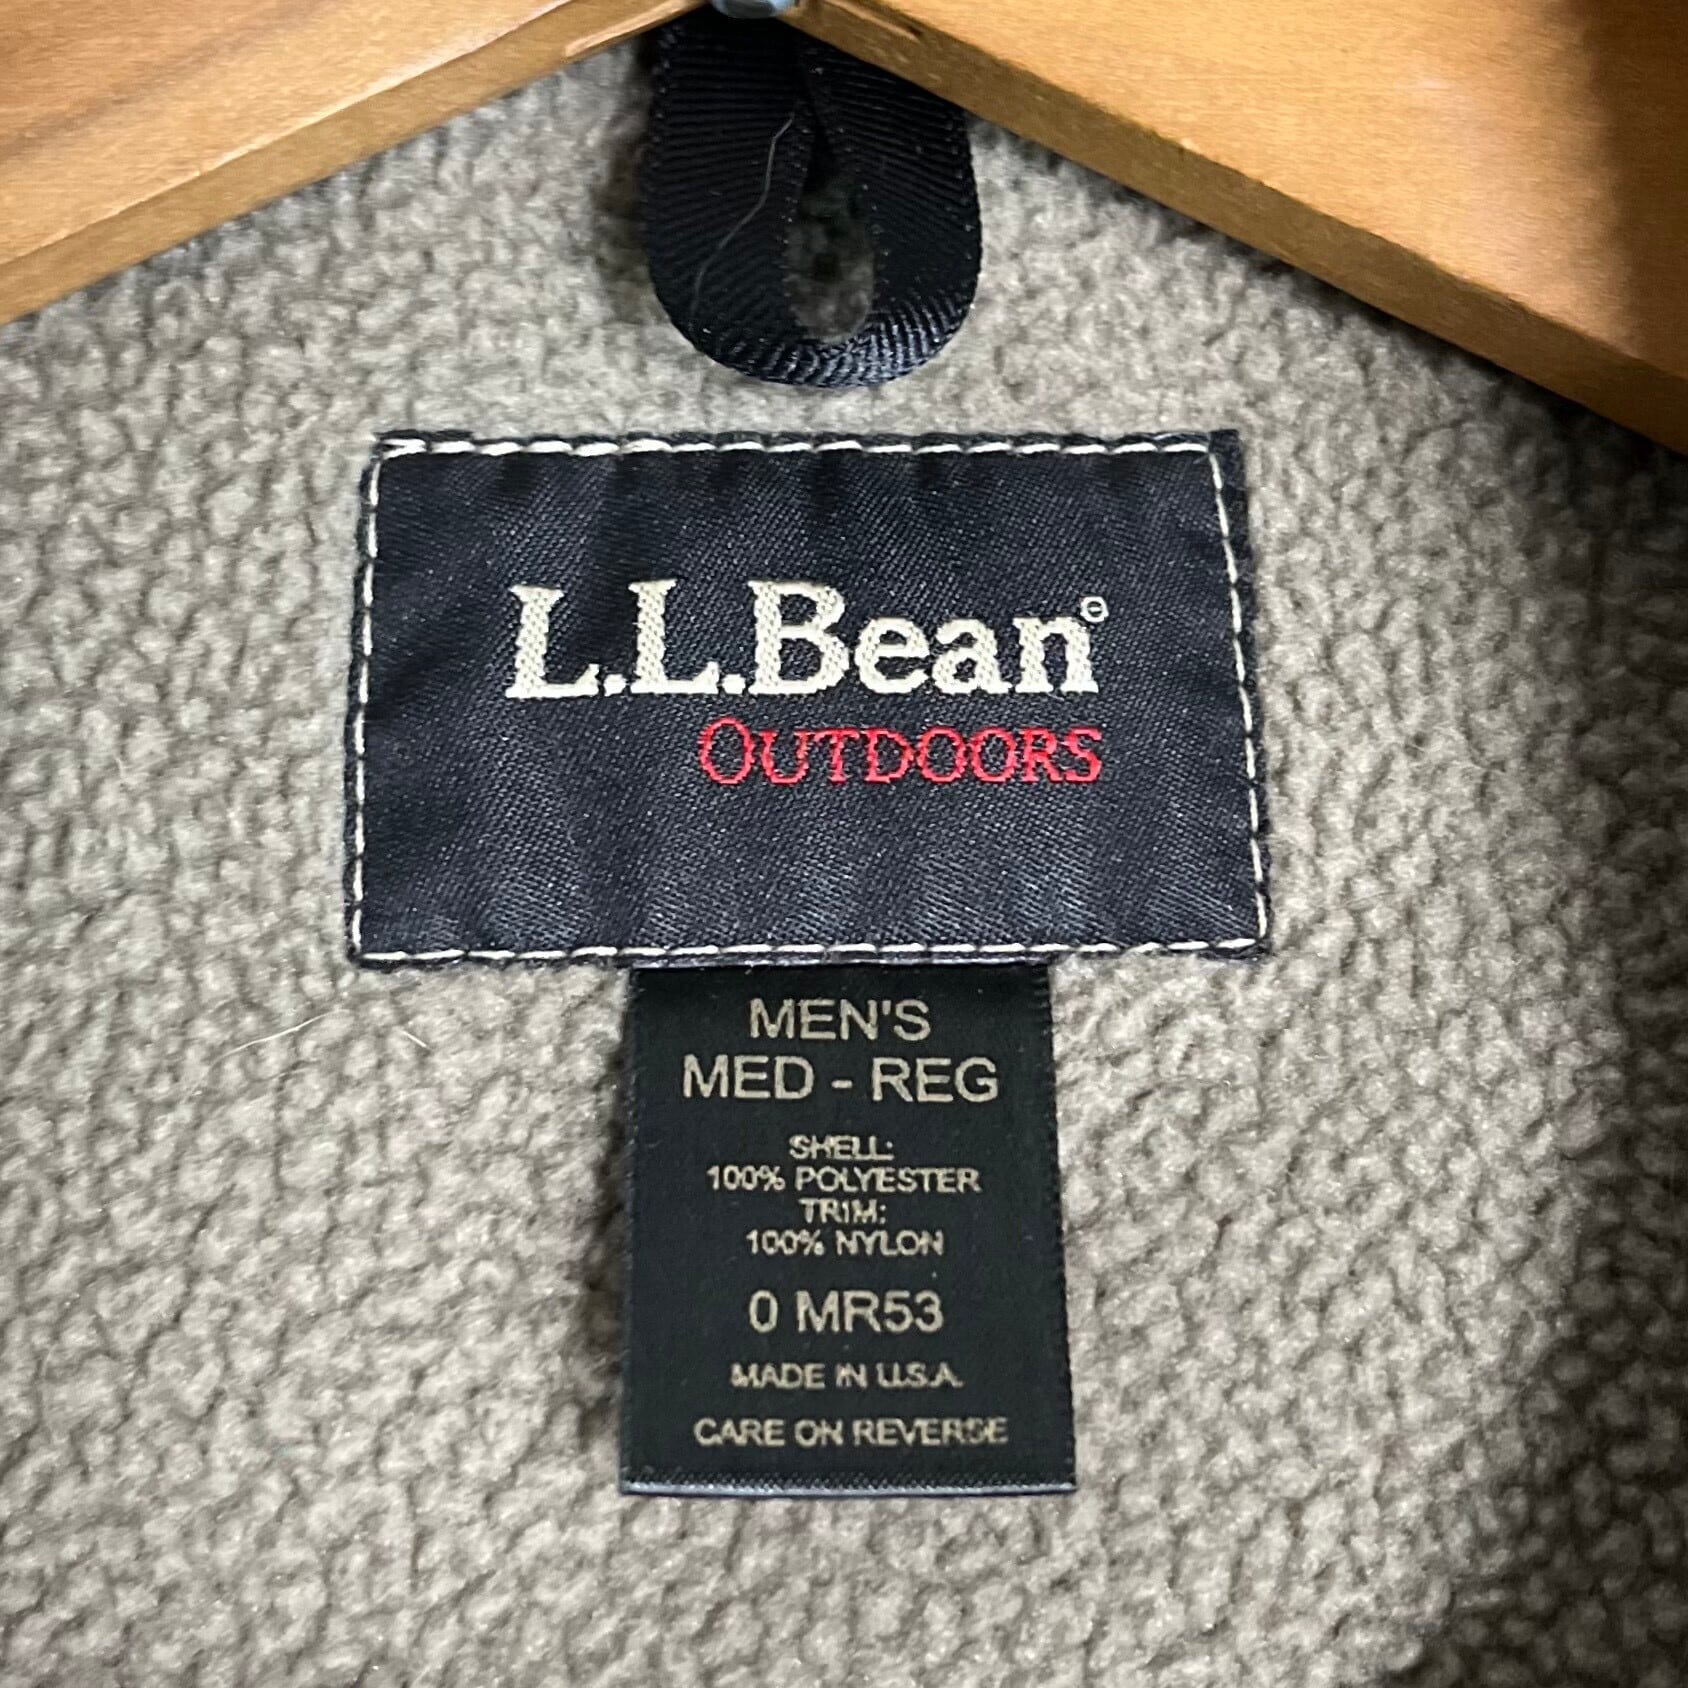 L.L.Bean®
OUTDOORS
MEN'S
MED - REG
SHELL:
100% POLYESTER
TRIM:
100% NYLON
0 MR53
MADE IN U.S.A.
CARE ON REVERSE